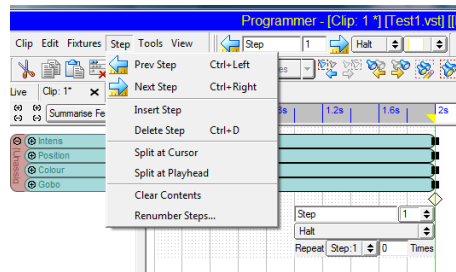 Programmer - [Clip: 1 *] [Test1.vst] [[
Clip Edit Fixtures Step Tools View Step 1 Halt
Prev Step Ctrl+Left
Next Step Ctrl+Right
Live Clip: 1*
Insert Step
Summarise Fe 1.2s 1.6s 2s
Delete Step Ctrl+D
Intens
Split at Cursor
Position
Colour
Split at Playhead
Gobo
Clear Contents
Renumber Steps...
Step 1
Halt
Repeat Step:1 0 Times